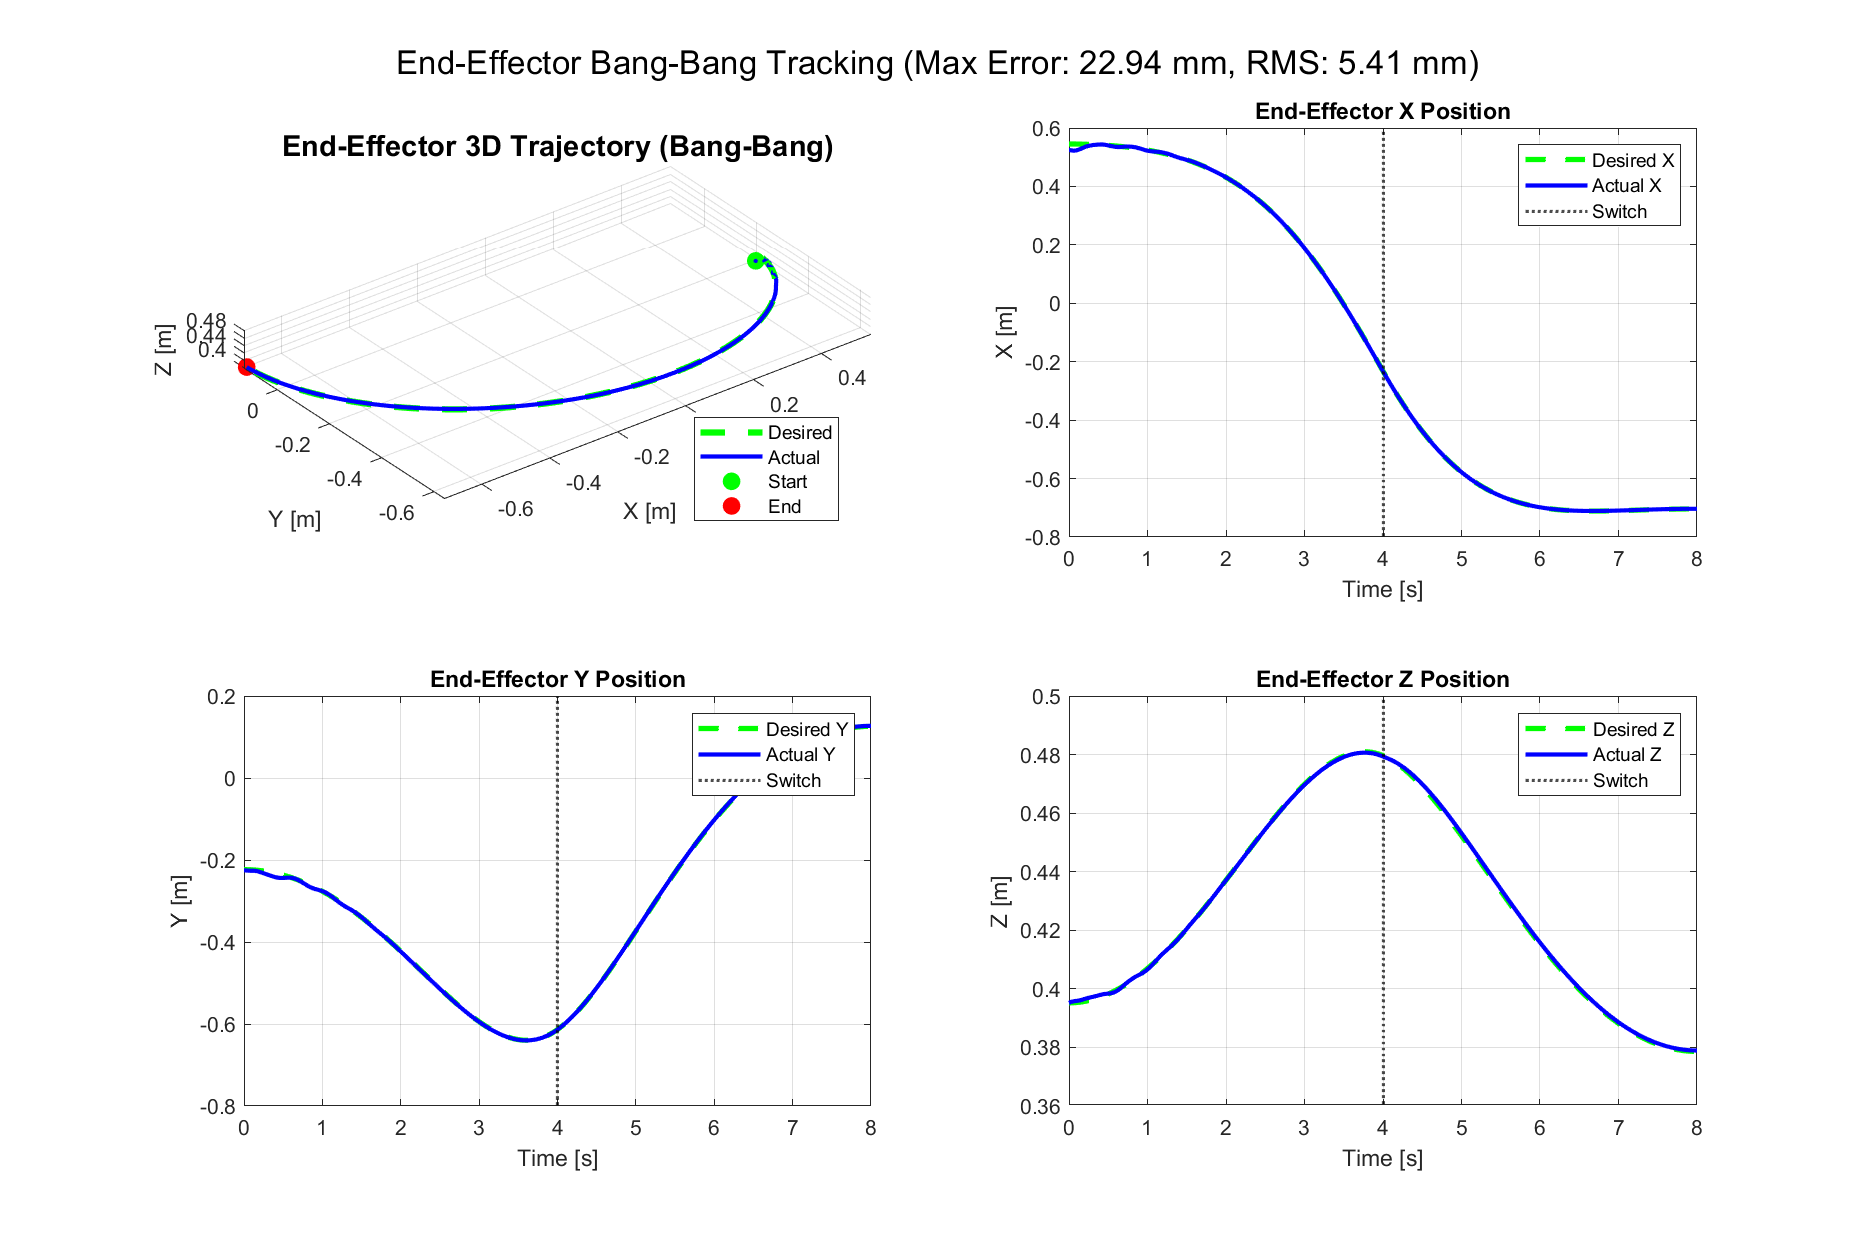 End-Effector Bang-Bang Tracking (Max Error: 22.94 mm, RMS: 5.41 mm)
End-Effector 3D Trajectory (Bang-Bang)
Z [m]
0.48
0.44
0.4
0
-0.2
-0.4
-0.6
Y [m]
-0.6
-0.4
-0.2
0.2
0.4
X [m]
Desired
Actual
Start
End
End-Effector X Position
0.6
0.4
0.2
0
-0.2
-0.4
-0.6
-0.8
X [m]
0 1 2 3 4 5 6 7 8
Time [s]
Desired X
Actual X
Switch
End-Effector Y Position
0.2
0
-0.2
-0.4
-0.6
-0.8
Y [m]
0 1 2 3 4 5 6 7 8
Time [s]
Desired Y
Actual Y
Switch
End-Effector Z Position
0.5
0.48
0.46
0.44
0.42
0.4
0.38
0.36
Z [m]
0 1 2 3 4 5 6 7 8
Time [s]
Desired Z
Actual Z
Switch